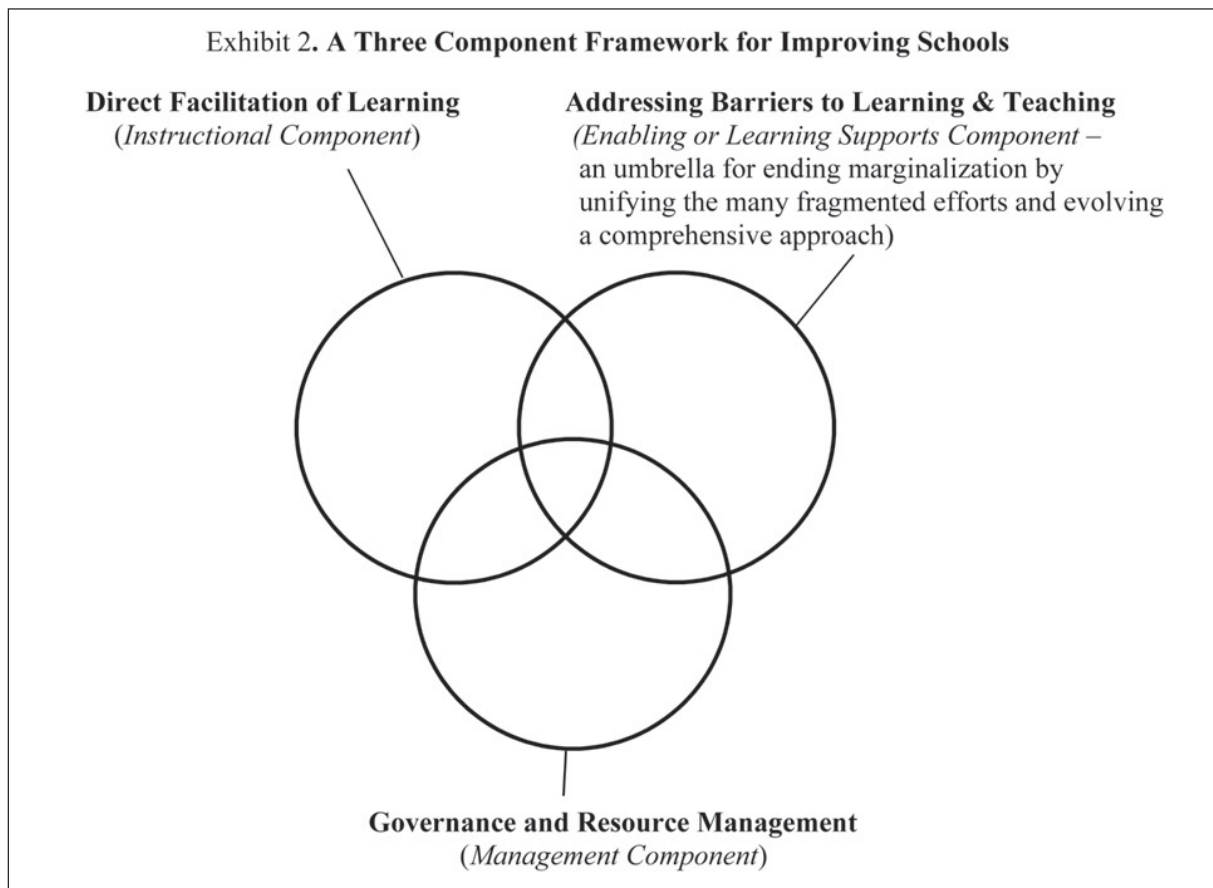 Exhibit 2. A Three Component Framework for Improving Schools
Direct Facilitation of Learning
(Instructional Component)
Addressing Barriers to Learning & Teaching
(Enabling or Learning Supports Component –
an umbrella for ending marginalization by
unifying the many fragmented efforts and evolving
a comprehensive approach)
Governance and Resource Management
(Management Component)